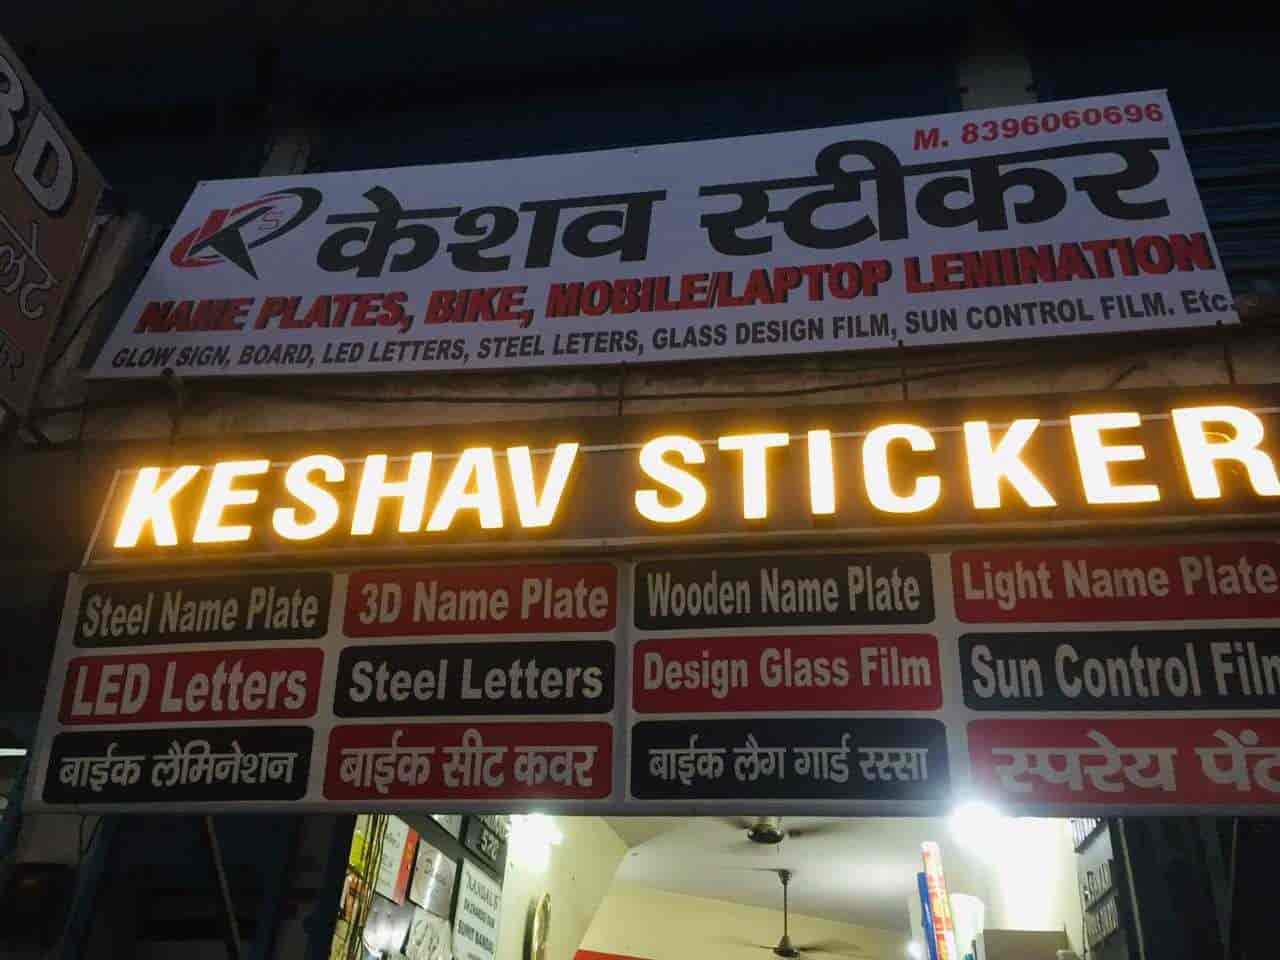 M. 8396060696
KS केशव स्टीकर
NAME PLATES, BIKE, MOBILE/LAPTOP LEMINATION
GLOW SIGN, BOARD, LED LETTERS, STEEL LETERS, GLASS DESIGN FILM, SUN CONTROL FILM. Etc.
KESHAV STICKER
Steel Name Plate 3D Name Plate Wooden Name Plate Light Name Plate
LED Letters Steel Letters Design Glass Film Sun Control Film
बाईक लैमिनेशन बाईक सीट कवर बाईक लैग गार्ड रस्सा स्परेय पेंट
3D